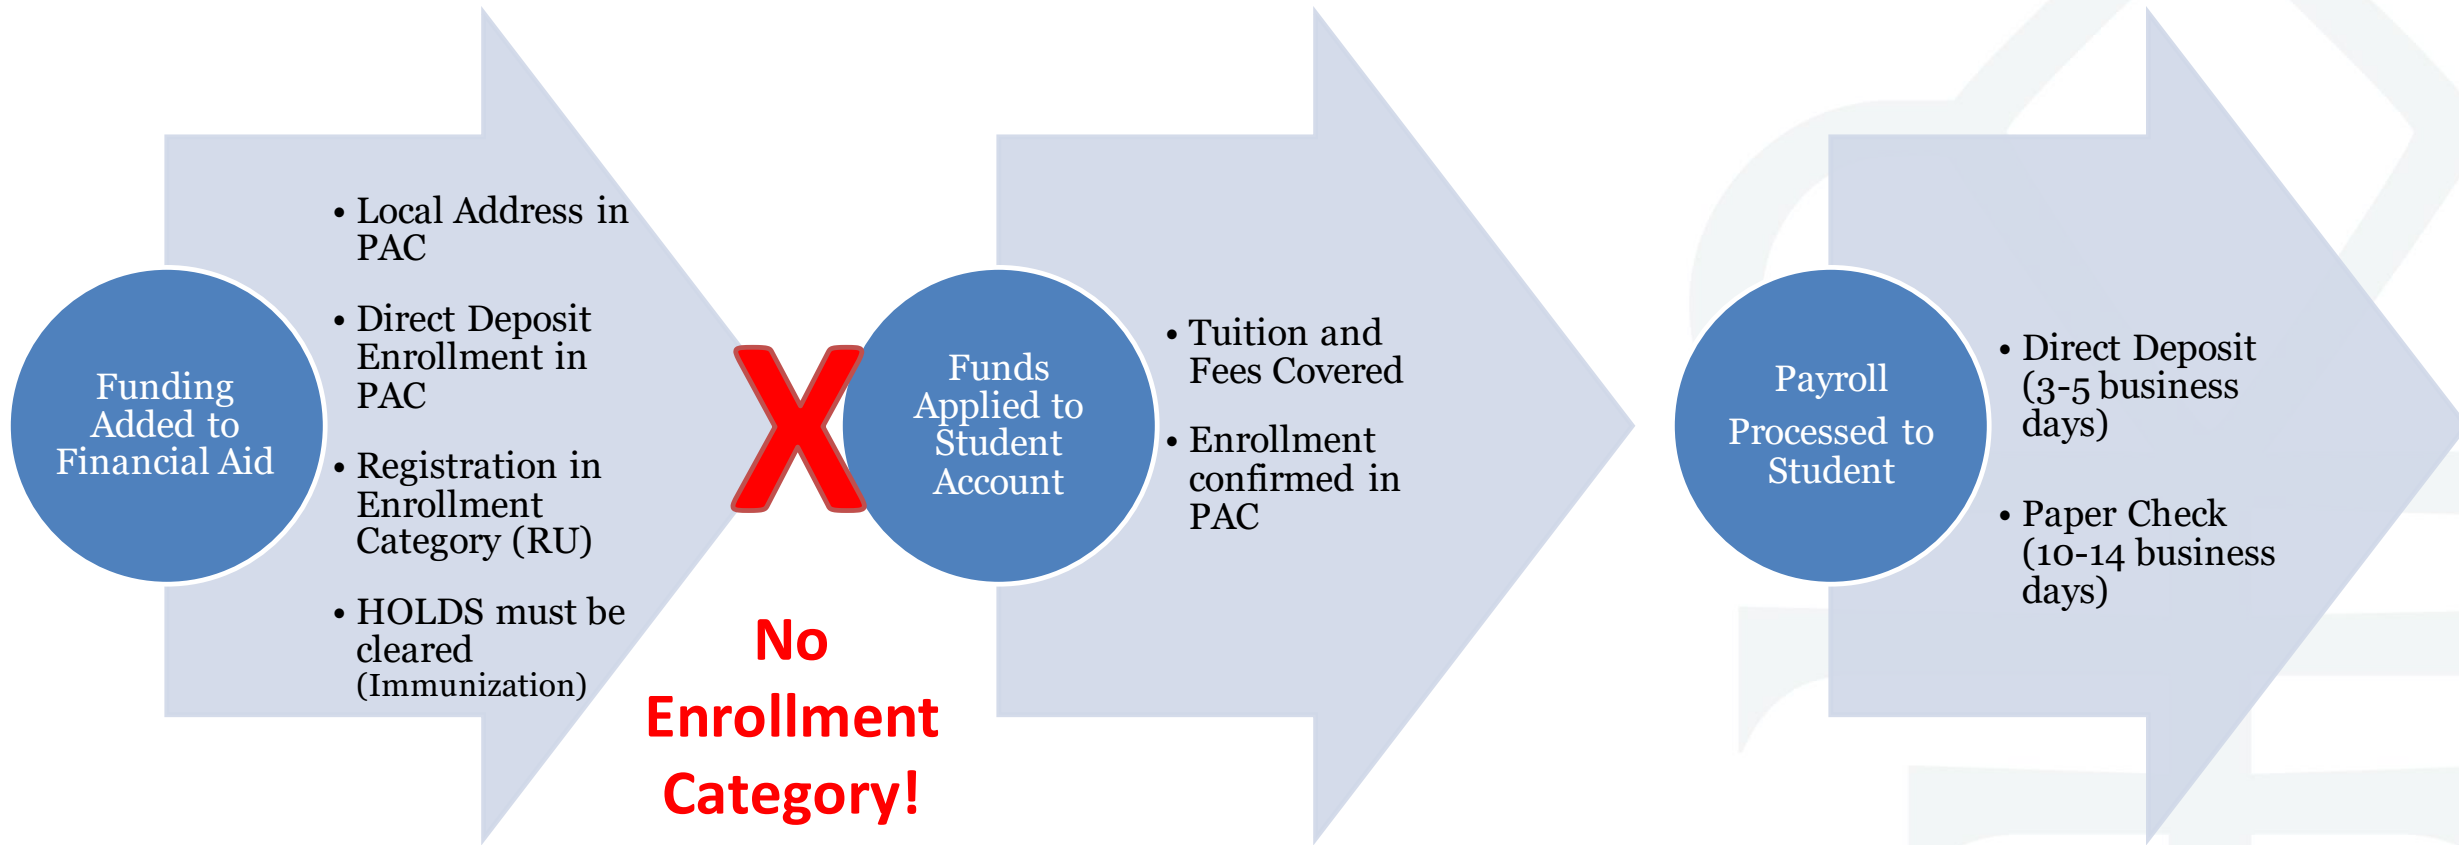 Funding
Added to
Financial Aid
• Local Address in
PAC
• Direct Deposit
Enrollment in
PAC
• Registration in
Enrollment
Category (RU)
• HOLDS must be
cleared
(Immunization)
X
No
Enrollment
Category!
Funds
Applied to
Student
Account
• Tuition and
Fees Covered
• Enrollment
confirmed in
PAC
Payroll
Processed to
Student
• Direct Deposit
(3-5 business
days)
• Paper Check
(10-14 business
days)